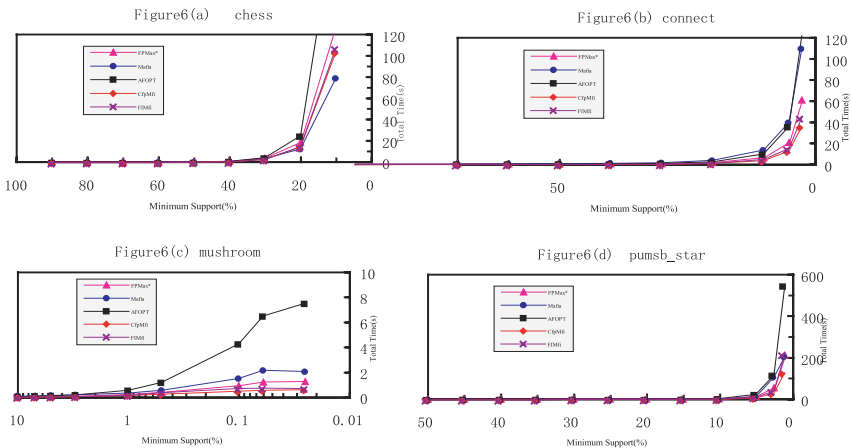 Figure6(a) chess
FPMax*
Mafia
AFOPT
CfpMfi
FIMfi
120
100
80
60
40
20
0
Total Time(s)
100
80
60
40
20
0
Minimum Support(%)
Figure6(b) connect
FPMax*
Mafia
AFOPT
CfpMfi
FIMfi
120
100
80
60
40
20
0
Total Time(s)
50
0
Minimum Support(%)
Figure6(c) mushroom
FPMax*
Mafia
AFOPT
CfpMfi
FIMfi
10
8
6
4
2
0
Total Time(s)
10
1
0.1
0.01
Minimum Support(%)
Figure6(d) pumsb_star
FPMax*
Mafia
AFOPT
CfpMfi
FIMfi
600
400
200
0
Total Time(s)
50
40
30
20
10
0
Minimum Support(%)